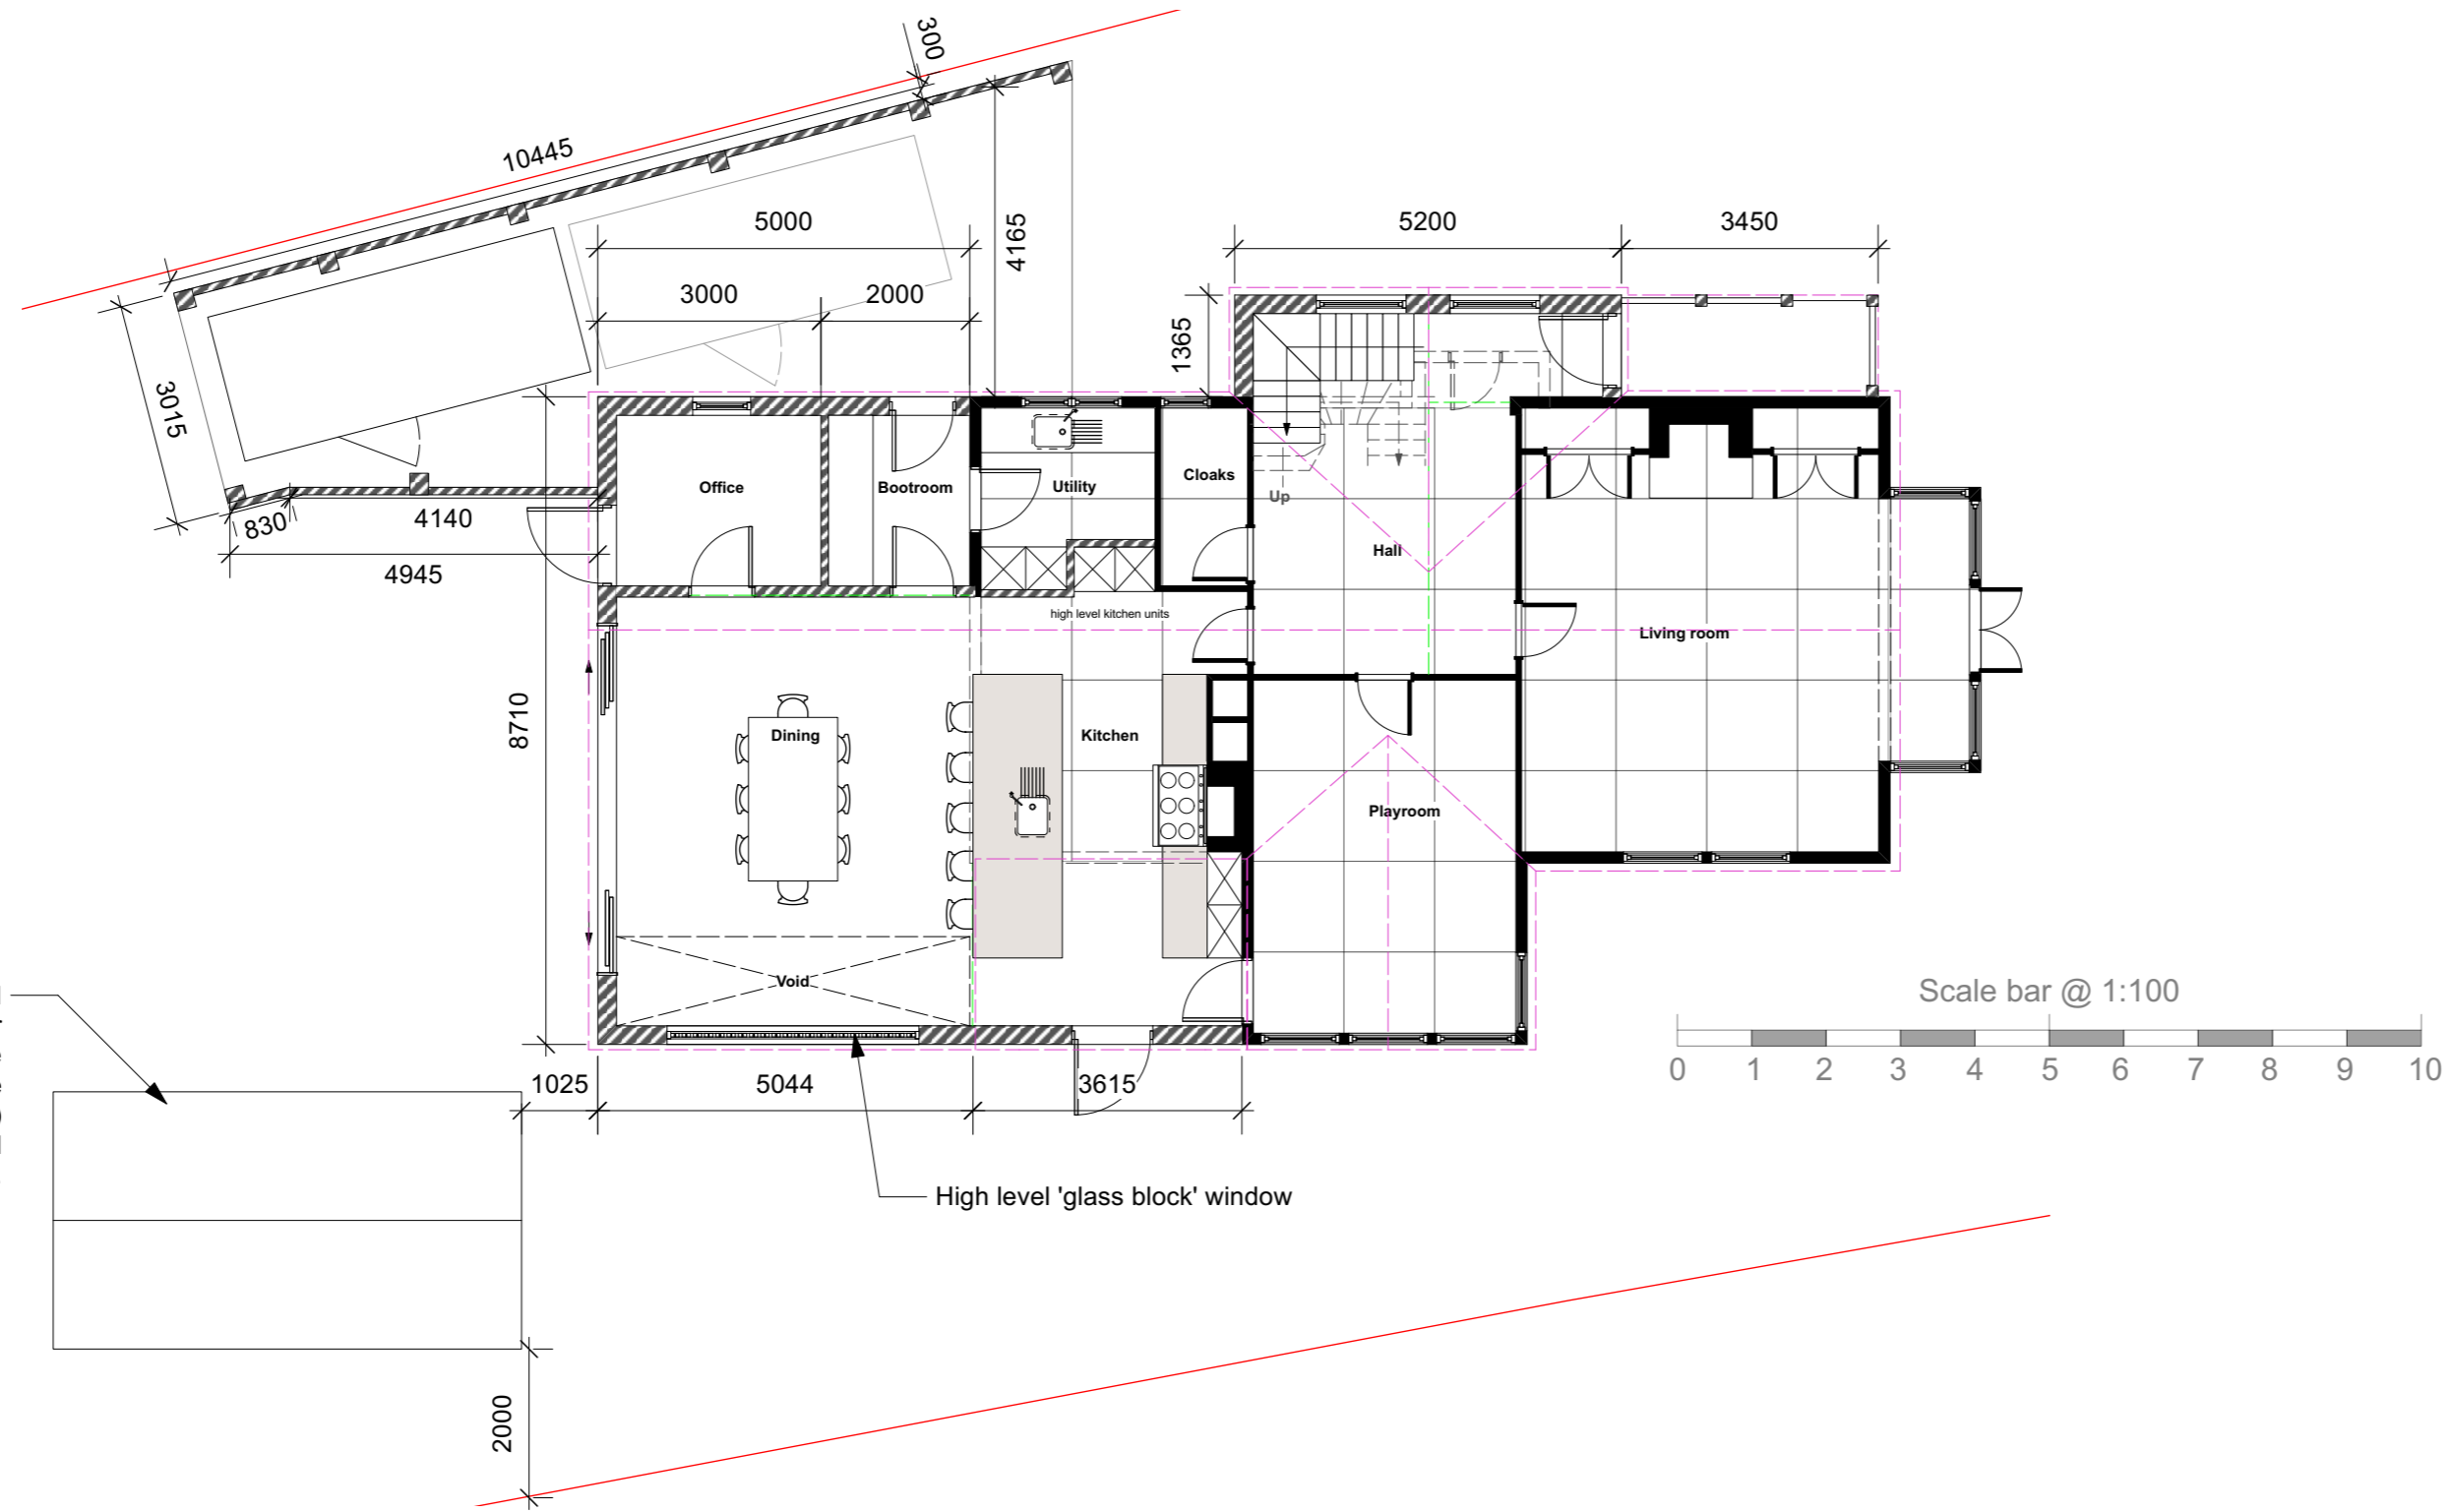 300
10445
5000
4165
5200
3450
3000
2000
1365
3015
Office
Bootroom
Utility
Cloaks
Up
830
4140
4945
Hall
high level kitchen units
Living room
8710
Dining
Kitchen
Playroom
Void
Scale bar @ 1:100
0 1 2 3 4 5 6 7 8 9 10
1025
5044
3615
High level 'glass block' window
2000